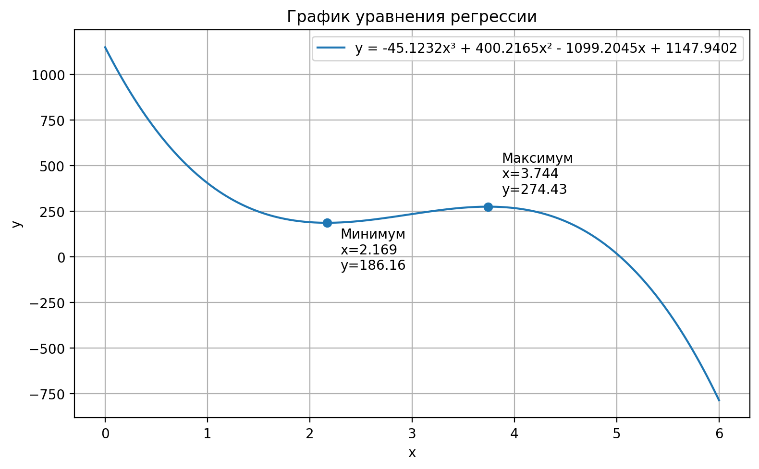 График уравнения регрессии
y = -45.1232x³ + 400.2165x² - 1099.2045x + 1147.9402
1000
750
500
250
0
−250
−500
−750
y
Максимум
x=3.744
y=274.43
Минимум
x=2.169
y=186.16
0 1 2 3 4 5 6
x